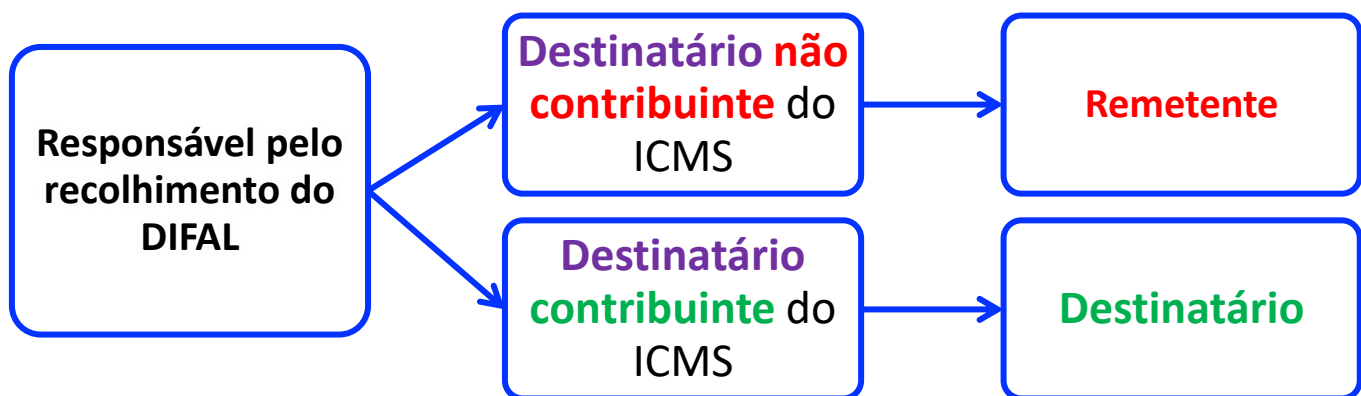 Responsável pelo
recolhimento do
DIFAL
Destinatário não
contribuinte do
ICMS
Remetente
Destinatário
contribuinte do
ICMS
Destinatário